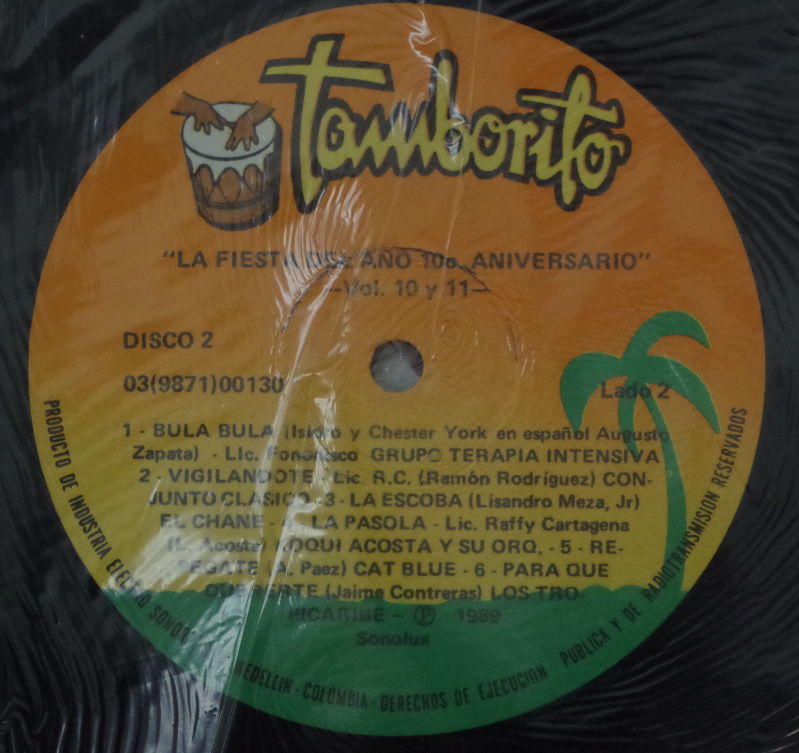 Tamborito
"LA FIESTA DEL AÑO 10o. ANIVERSARIO"
—Vol. 10 y 11—
DISCO 2
03(9871)00130
Lado 2
1 - BULA BULA (Isidro y Chester York en español Augusto
Zapata) - Lic. Fonodisco GRUPO TERAPIA INTENSIVA
2 - VIGILANDOTE - Lic. R.C. (Ramón Rodríguez) CON-
JUNTO CLASICO - 3 - LA ESCOBA (Lisandro Meza, Jr)
EL CHANE - 4 - LA PASOLA - Lic. Raffy Cartagena
(L. Acosta) KOQUI ACOSTA Y SU ORQ. - 5 - RE-
PEGATE (A. Paez) CAT BLUE - 6 - PARA QUE
QUERERTE (Jaime Contreras) LOS TRO-
PICARIBE - Ⓟ 1989
Sonolux
PRODUCTO DE INDUSTRIA ELECTRO SONORA MEDELLIN - COLOMBIA - DERECHOS DE EJECUCION PUBLICA Y DE RADIOTRANSMISION RESERVADOS